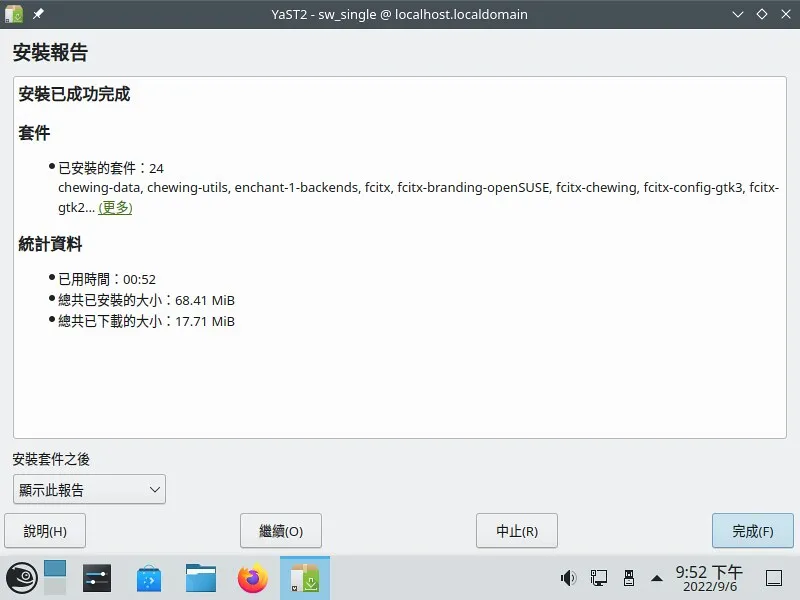 YaST2 - sw_single @ localhost.localdomain
安裝報告
安裝已成功完成
套件
已安裝的套件：24
chewing-data, chewing-utils, enchant-1-backends, fcitx, fcitx-branding-openSUSE, fcitx-chewing, fcitx-config-gtk3, fcitx-
gtk2... (更多)
統計資料
已用時間：00:52
總共已安裝的大小：68.41 MiB
總共已下載的大小：17.71 MiB
安裝套件之後
顯示此報告
說明(H)
繼續(O)
中止(R)
完成(F)
9:52 下午
2022/9/6